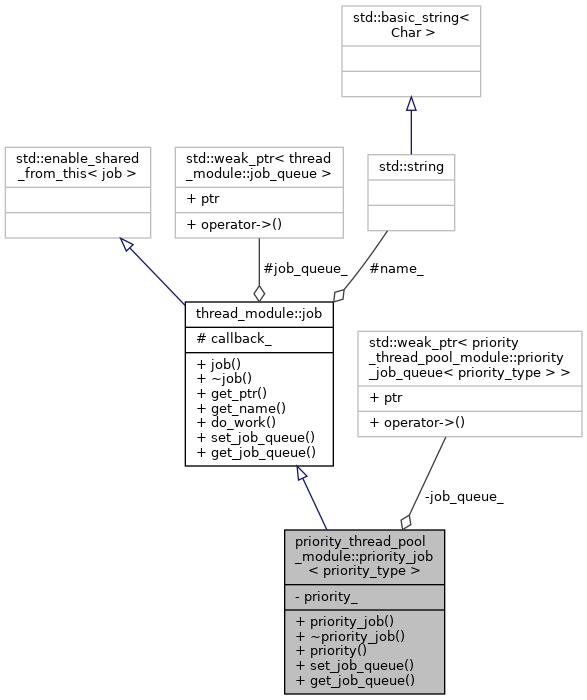 std::basic_string<
Char >
std::enable_shared
_from_this< job >
std::weak_ptr< thread
_module::job_queue >
+ ptr
+ operator->()
std::string
#job_queue_
#name_
thread_module::job
# callback_
+ job()
+ ~job()
+ get_ptr()
+ get_name()
+ do_work()
+ set_job_queue()
+ get_job_queue()
std::weak_ptr< priority
_thread_pool_module::priority
_job_queue< priority_type > >
+ ptr
+ operator->()
-job_queue_
priority_thread_pool
_module::priority_job
< priority_type >
- priority_
+ priority_job()
+ ~priority_job()
+ priority()
+ set_job_queue()
+ get_job_queue()